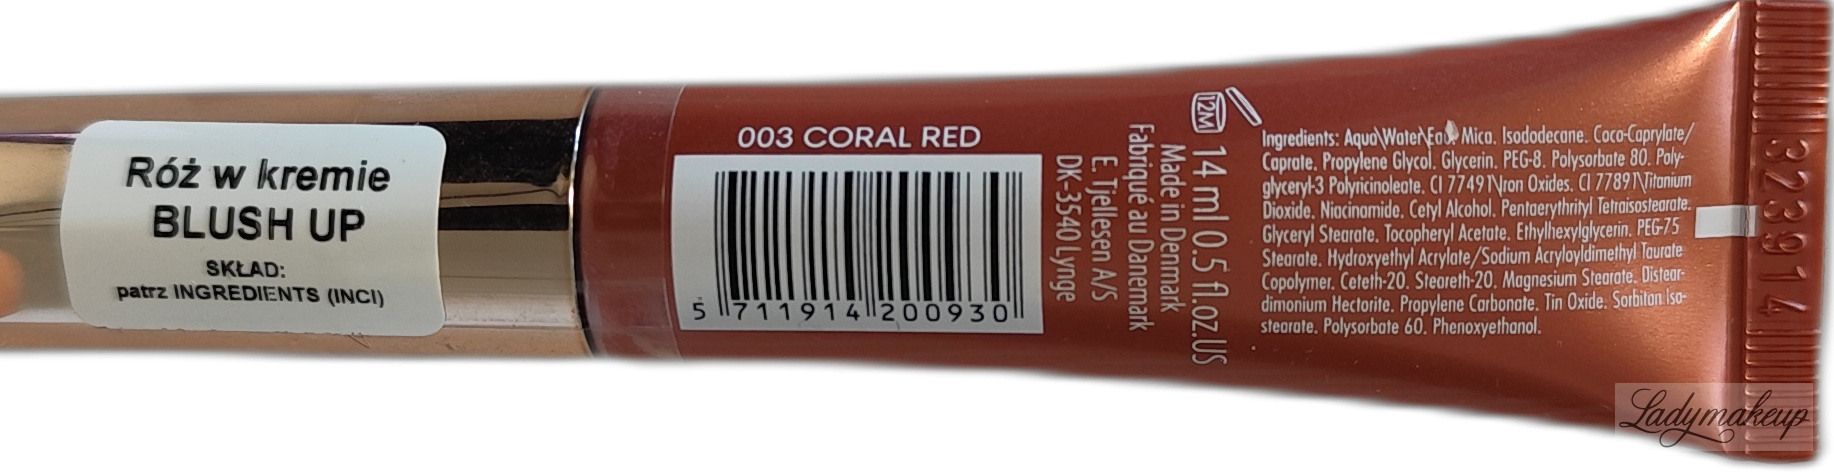 Róż w kremie
BLUSH UP
SKŁAD:
patrz INGREDIENTS (INCI)
003 CORAL RED
5 711914 200930
12M
14 ml 0.5 fl.oz.US
Made in Denmark
Fabriqué au Danemark
E. Tjellesen A/S
DK-3540 Lynge
Ingredients: Aqua\Water\Eau, Mica, Isododecane, Coco-Caprylate/
Caprate, Propylene Glycol, Glycerin, PEG-8, Polysorbate 80, Poly-
glyceryl-3 Polyricinoleate, CI 77491\Iron Oxides, CI 77891\Titanium
Dioxide, Niacinamide, Cetyl Alcohol, Pentaerythrityl Tetraisostearate,
Glyceryl Stearate, Tocopheryl Acetate, Ethylhexylglycerin, PEG-75
Stearate, Hydroxyethyl Acrylate/Sodium Acryloyldimethyl Taurate
Copolymer, Ceteth-20, Steareth-20, Magnesium Stearate, Distear-
dimonium Hectorite, Propylene Carbonate, Tin Oxide, Sorbitan Iso-
stearate, Polysorbate 60, Phenoxyethanol.
323914
Ladymakeup